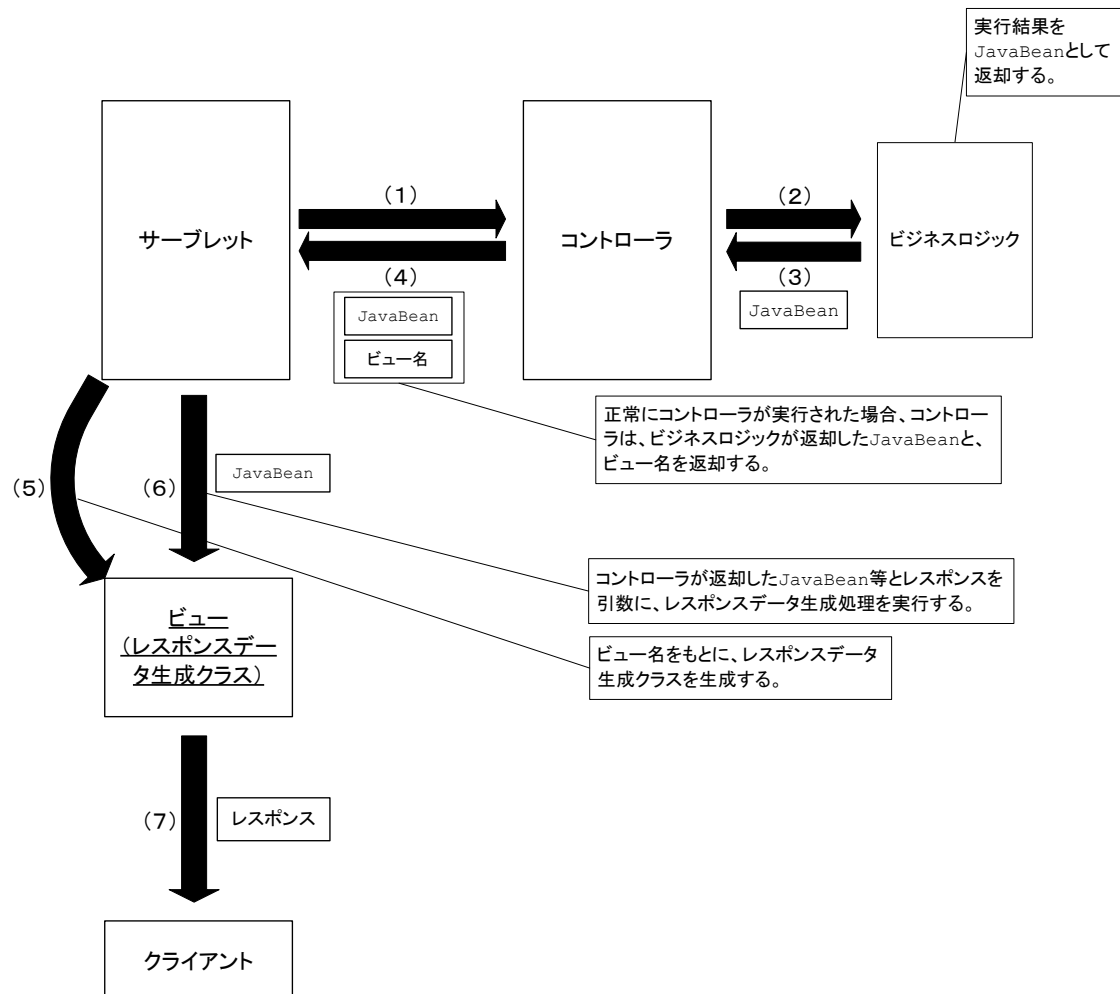 実行結果を
JavaBeanとして
返却する。
サーブレット
(1)
コントローラ
(2)
ビジネスロジック
(4)
JavaBean
ビュー名
(3)
JavaBean
正常にコントローラが実行された場合、コントロー
ラは、ビジネスロジックが返却したJavaBeanと、
ビュー名を返却する。
(5)
(6)
JavaBean
コントローラが返却したJavaBean等とレスポンスを
引数に、レスポンスデータ生成処理を実行する。
ビュー
(レスポンスデー
タ生成クラス)
ビュー名をもとに、レスポンスデータ
生成クラスを生成する。
(7)
レスポンス
クライアント